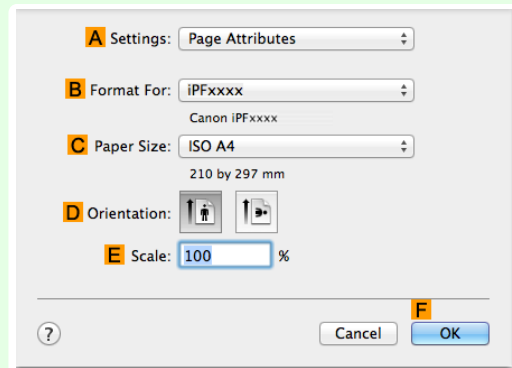 A Settings: Page Attributes
B Format For: iPFxxxx
Canon iPFxxxx
C Paper Size: ISO A4
210 by 297 mm
D Orientation:
E Scale: 100 %
F
? Cancel OK